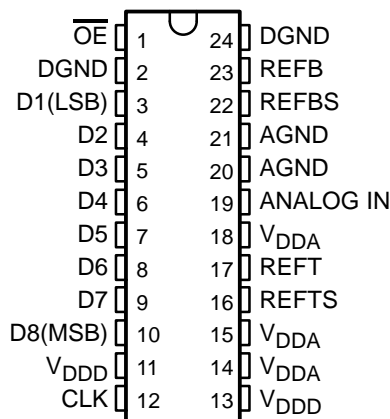 O̅E̅ 1 24 DGND
DGND 2 23 REFB
D1(LSB) 3 22 REFBS
D2 4 21 AGND
D3 5 20 AGND
D4 6 19 ANALOG IN
D5 7 18 VDDA
D6 8 17 REFT
D7 9 16 REFTS
D8(MSB) 10 15 VDDA
VDDD 11 14 VDDA
CLK 12 13 VDDD